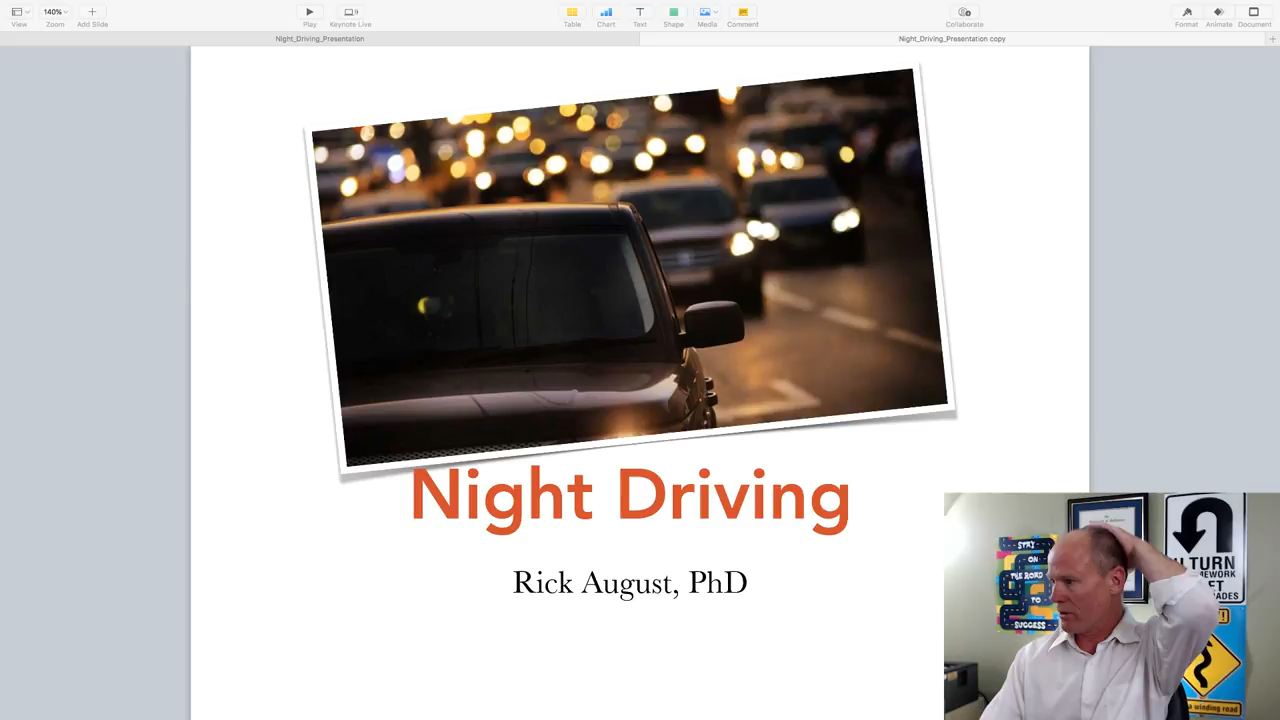 140%
View
Zoom
Add Slide
Play
Keynote Live
Table
Chart
Text
Shape
Media
Comment
Collaborate
Format
Animate
Document
Night_Driving_Presentation
Night_Driving_Presentation copy
Night Driving
Rick August, PhD
STAY
ON
THE ROAD
TO
SUCCESS
TURN
a winding road